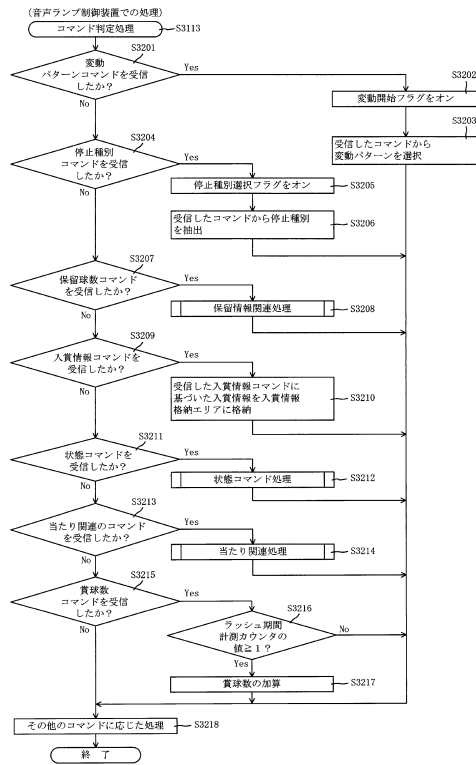 (音声ランプ制御装置での処理)
コマンド判定処理
S3113
S3201
変動
パターンコマンドを受信
したか?
Yes
No
S3202
変動開始フラグをオン
S3203
受信したコマンドから
変動パターンを選択
S3204
停止種別
コマンドを受信
したか?
Yes
No
停止種別選択フラグをオン
S3205
受信したコマンドから停止種別
を抽出
S3206
S3207
保留球数コマンド
を受信したか?
Yes
No
保留情報関連処理
S3208
S3209
入賞情報コマンドを
受信したか?
Yes
No
受信した入賞情報コマンドに
基づいた入賞情報を入賞情報
格納エリアに格納
S3210
S3211
状態コマンドを
受信したか?
Yes
No
状態コマンド処理
S3212
S3213
当たり関連のコマンド
を受信したか?
Yes
No
当たり関連処理
S3214
S3215
賞球数
コマンドを受信
したか?
Yes
No
S3216
ラッシュ期間
計測カウンタの
値≧1?
No
Yes
賞球数の加算
S3217
その他のコマンドに応じた処理
S3218
終 了